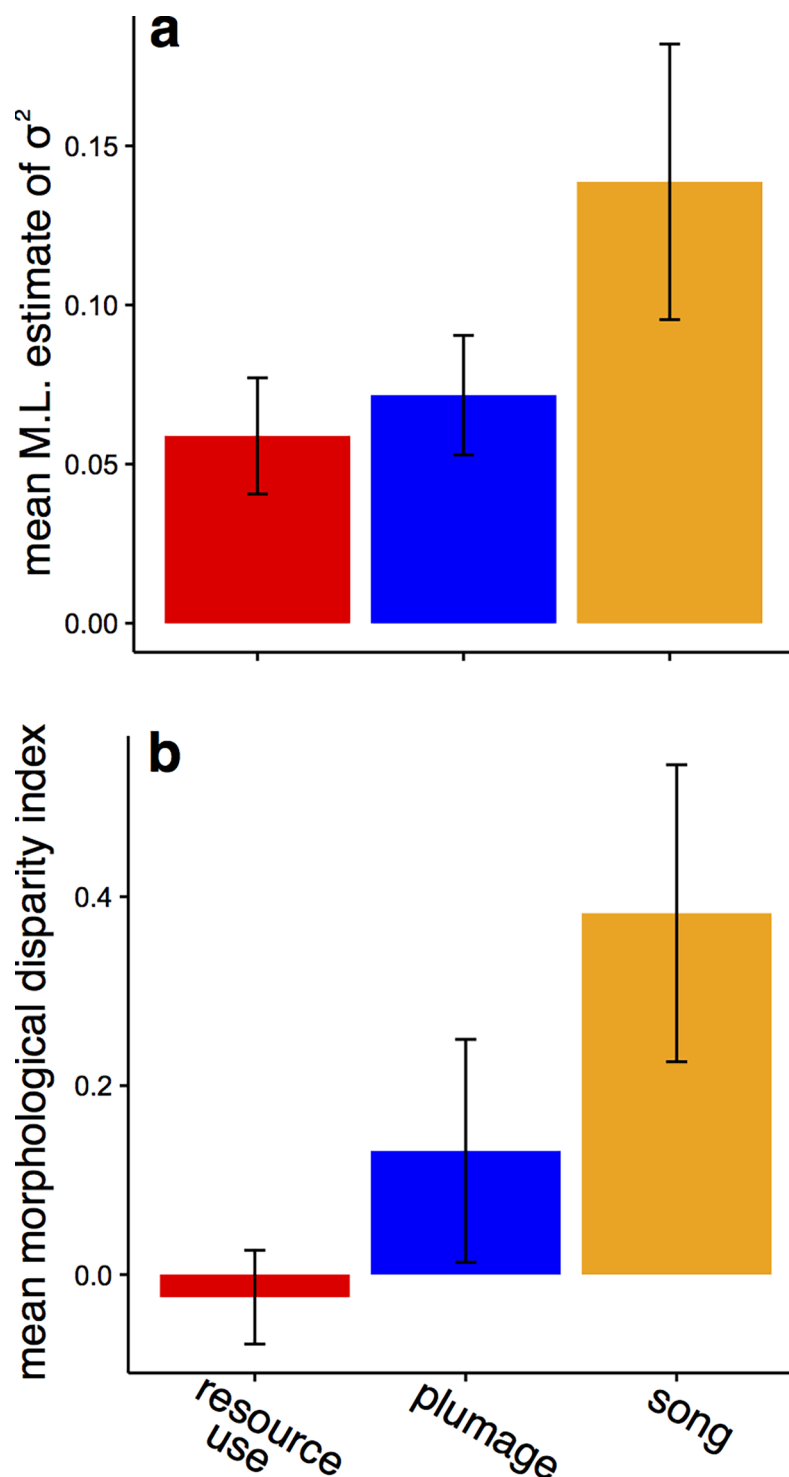 a
mean M.L. estimate of σ²
0.15
0.10
0.05
0.00
b
mean morphological disparity index
0.4
0.2
0.0
resource
use
plumage
song